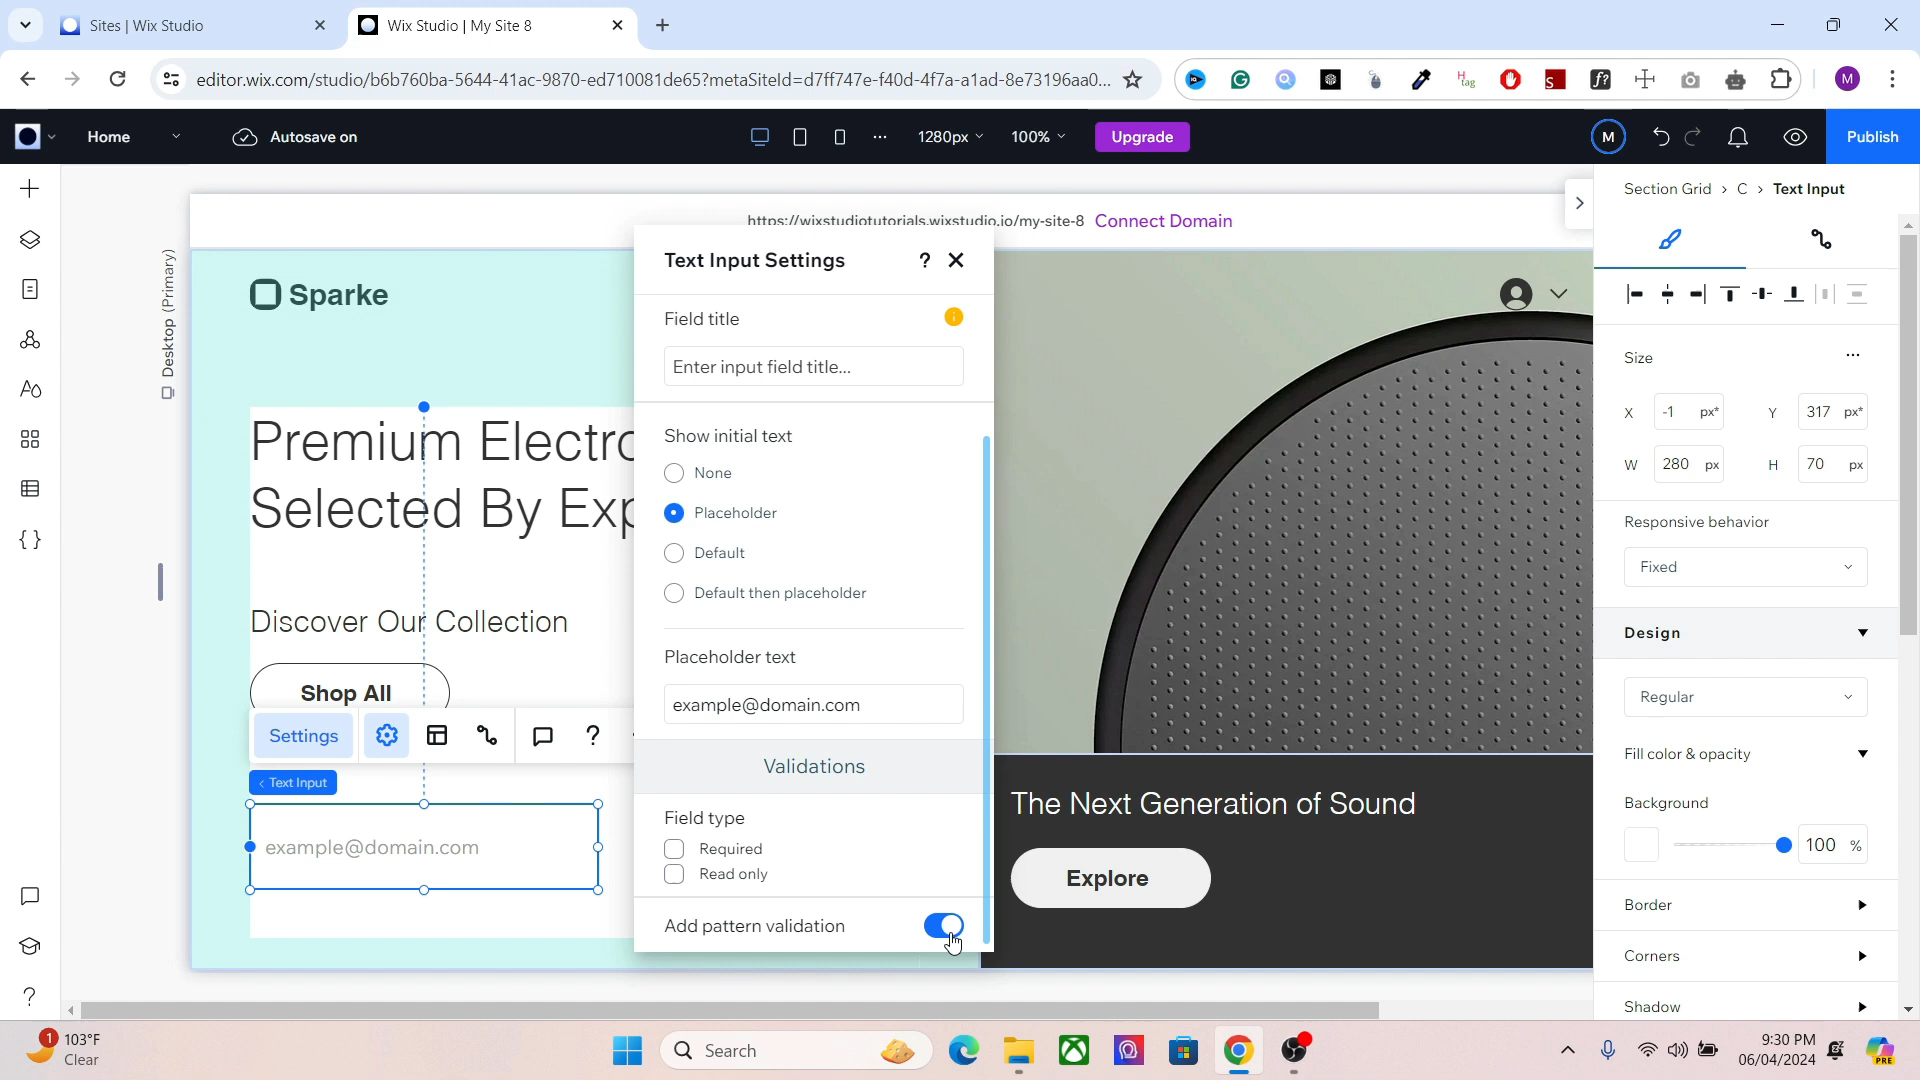 Sites | Wix Studio
Wix Studio | My Site 8
editor.wix.com/studio/b6b760ba-5644-41ac-9870-ed710081de65?metaSiteId=d7ff747e-f40d-4f7a-a1ad-8e73196aa0...
M
Home
Autosave on
1280px
100%
Upgrade
M
Publish
https://wixstudiotutorials.wixstudio.io/my-site-8 Connect Domain
Desktop (Primary)
Sparke
Premium Electro
Selected By Exp
Discover Our Collection
Shop All
Settings
Text Input
example@domain.com
Text Input Settings
Field title
Enter input field title...
Show initial text
None
Placeholder
Default
Default then placeholder
Placeholder text
example@domain.com
Validations
Field type
Required
Read only
Add pattern validation
The Next Generation of Sound
Explore
Section Grid > C > Text Input
Size
X -1 px* Y 317 px*
W 280 px H 70 px
Responsive behavior
Fixed
Design
Regular
Fill color & opacity
Background
100 %
Border
Corners
Shadow
1
103°F
Clear
Search
9:30 PM
06/04/2024
PRE